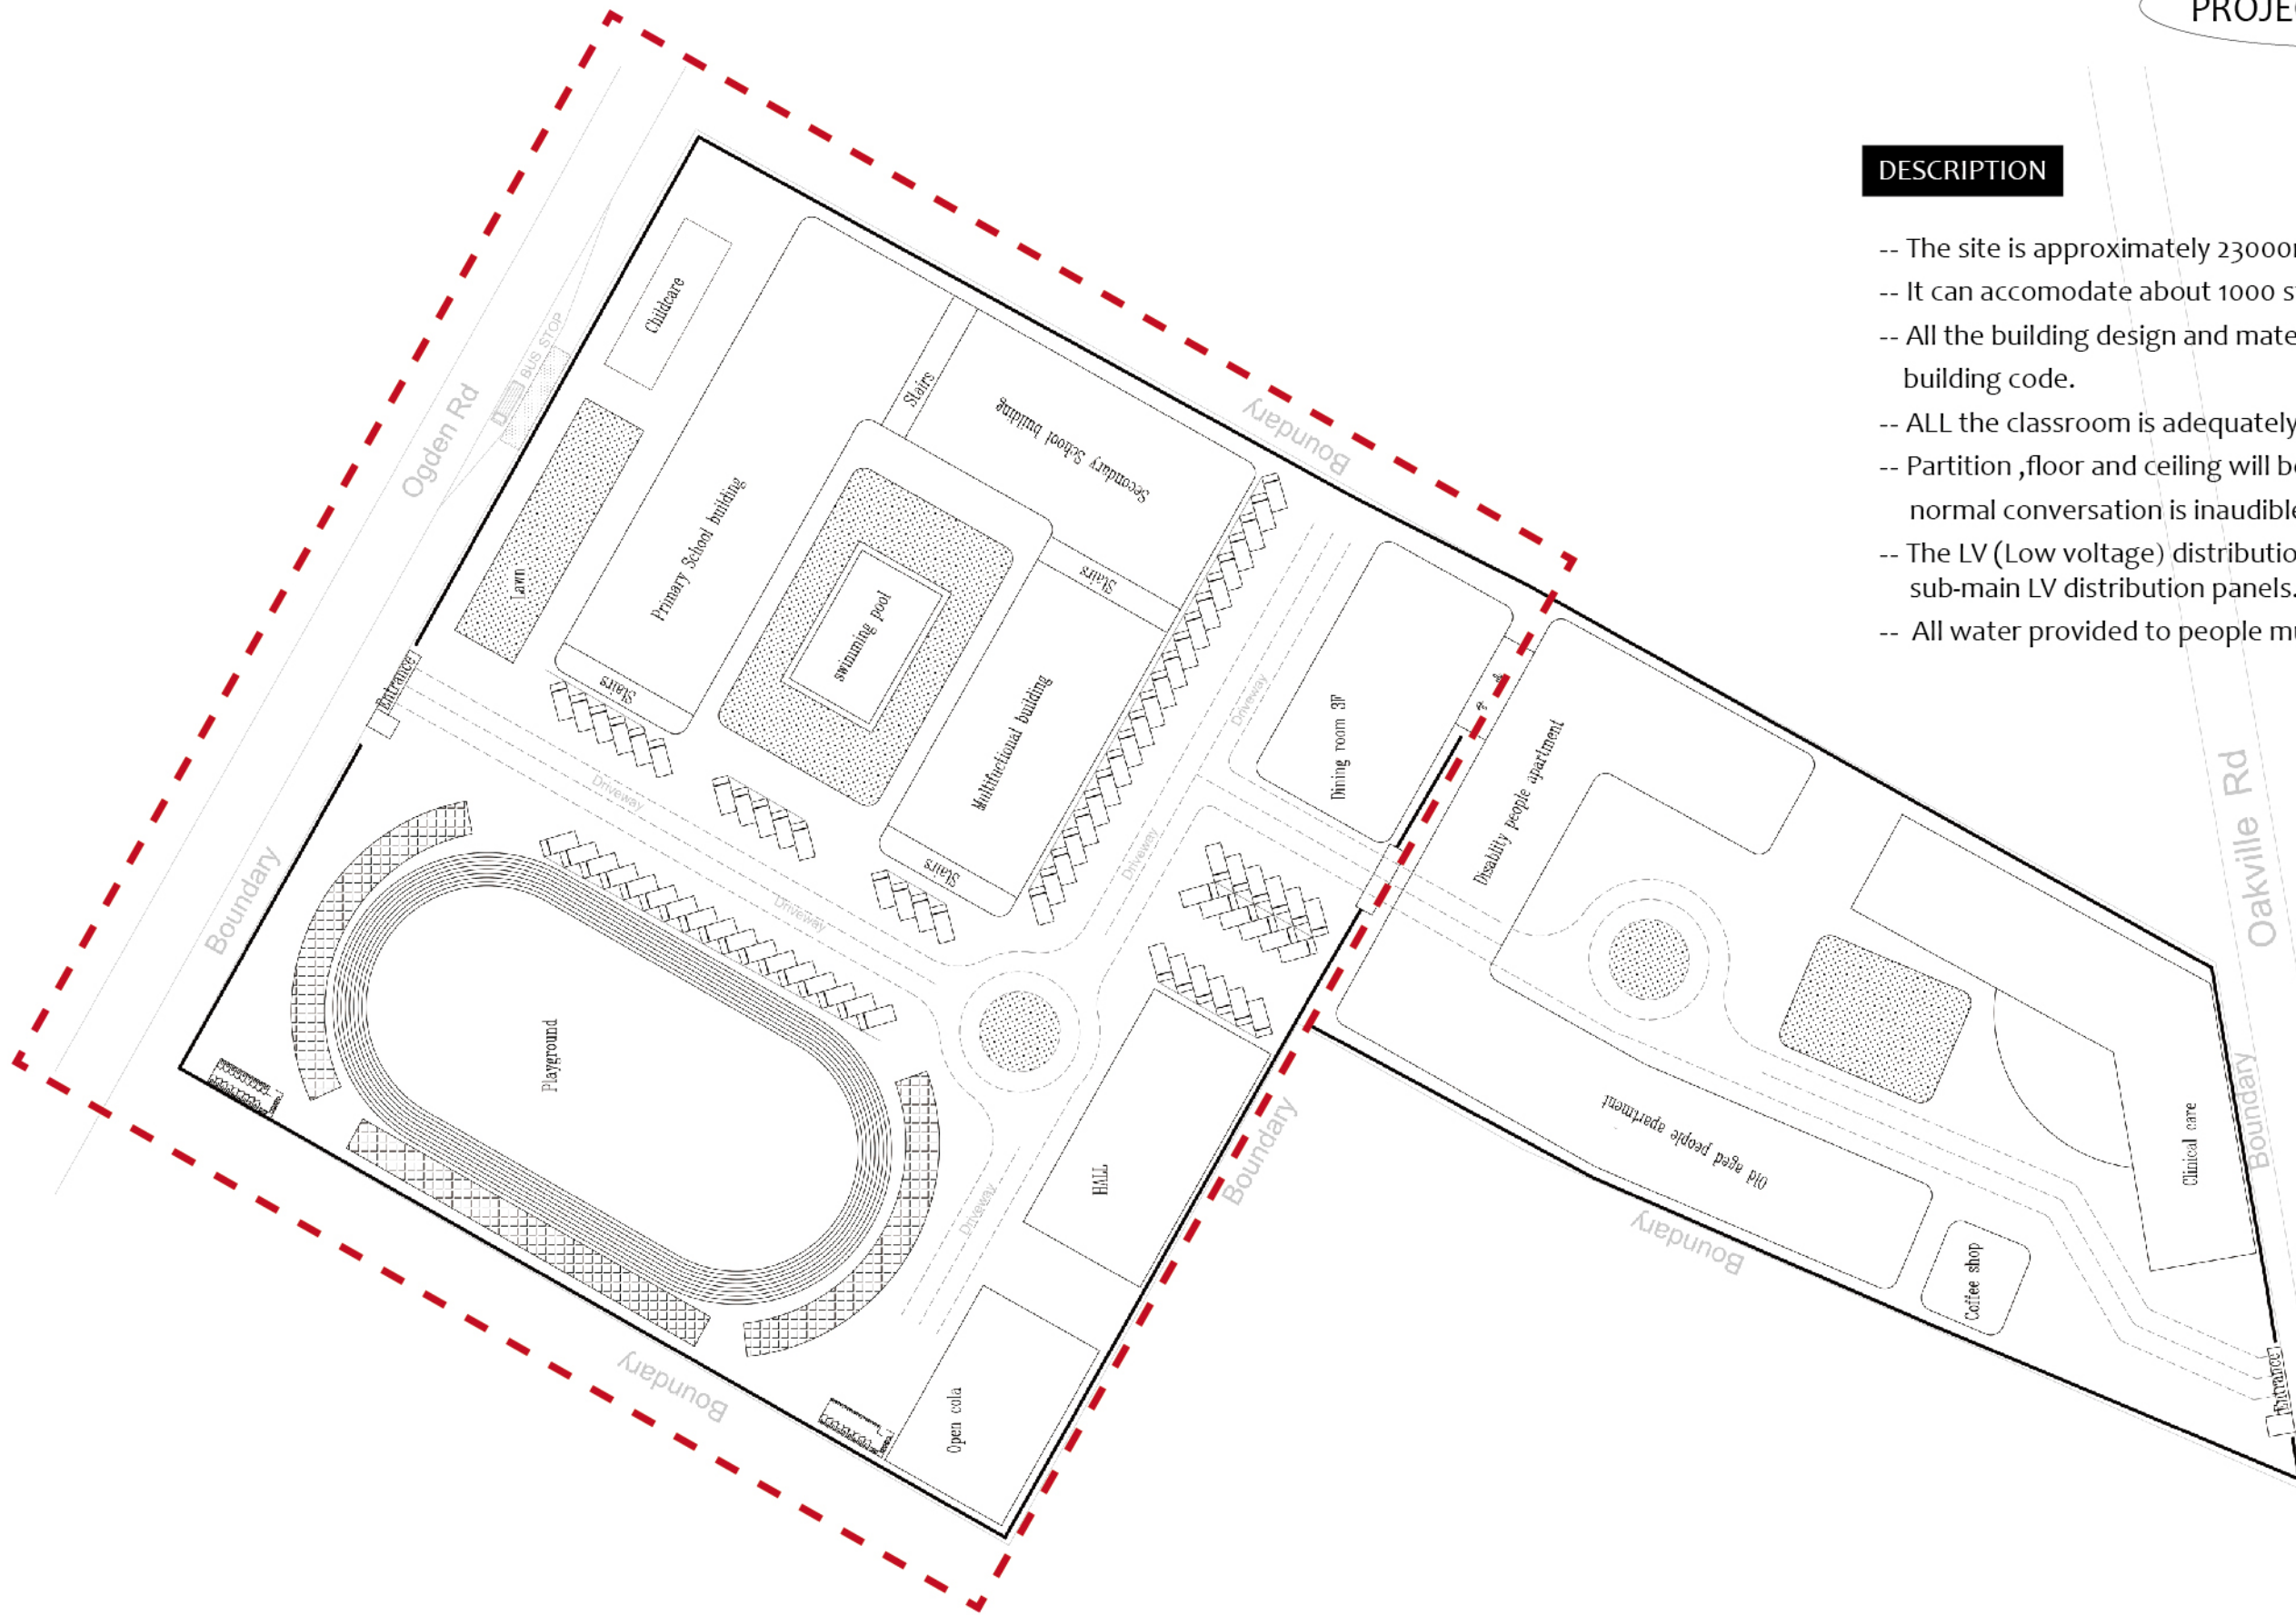 PROJE
DESCRIPTION
-- The site is approximately 23000
-- It can accomodate about 1000 s
-- All the building design and mate
building code.
-- ALL the classroom is adequately
-- Partition ,floor and ceiling will b
normal conversation is inaudible
-- The LV (Low voltage) distributio
sub-main LV distribution panels.
-- All water provided to people m
Ogden Rd
BUS STOP
Childcare
Lawn
Entrance
Primary School building
Stairs
Secondary School building
Boundary
Stairs
swimming pool
Stairs
Multifuctional building
Stairs
Driveway
Driveway
Driveway
Driveway
Dining room 3F
Disablity people apartment
Oakville Rd
Boundary
Playground
HALL
Driveway
Boundary
Old aged people apartment
Boundary
Clinical care
Boundary
Coffee shop
Entrance
Boundary
Open cola